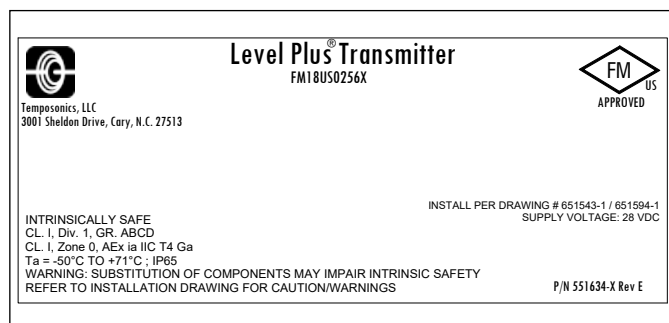 Level Plus® Transmitter
FM18US0256X
FM
US
APPROVED
Temposonics, LLC
3001 Sheldon Drive, Cary, N.C. 27513
INSTALL PER DRAWING # 651543-1 / 651594-1
SUPPLY VOLTAGE: 28 VDC
INTRINSICALLY SAFE
CL. I, Div. 1, GR. ABCD
CL. I, Zone 0, AEx ia IIC T4 Ga
Ta = -50°C TO +71°C ; IP65
WARNING: SUBSTITUTION OF COMPONENTS MAY IMPAIR INTRINSIC SAFETY
REFER TO INSTALLATION DRAWING FOR CAUTION/WARNINGS
P/N 551634-X Rev E